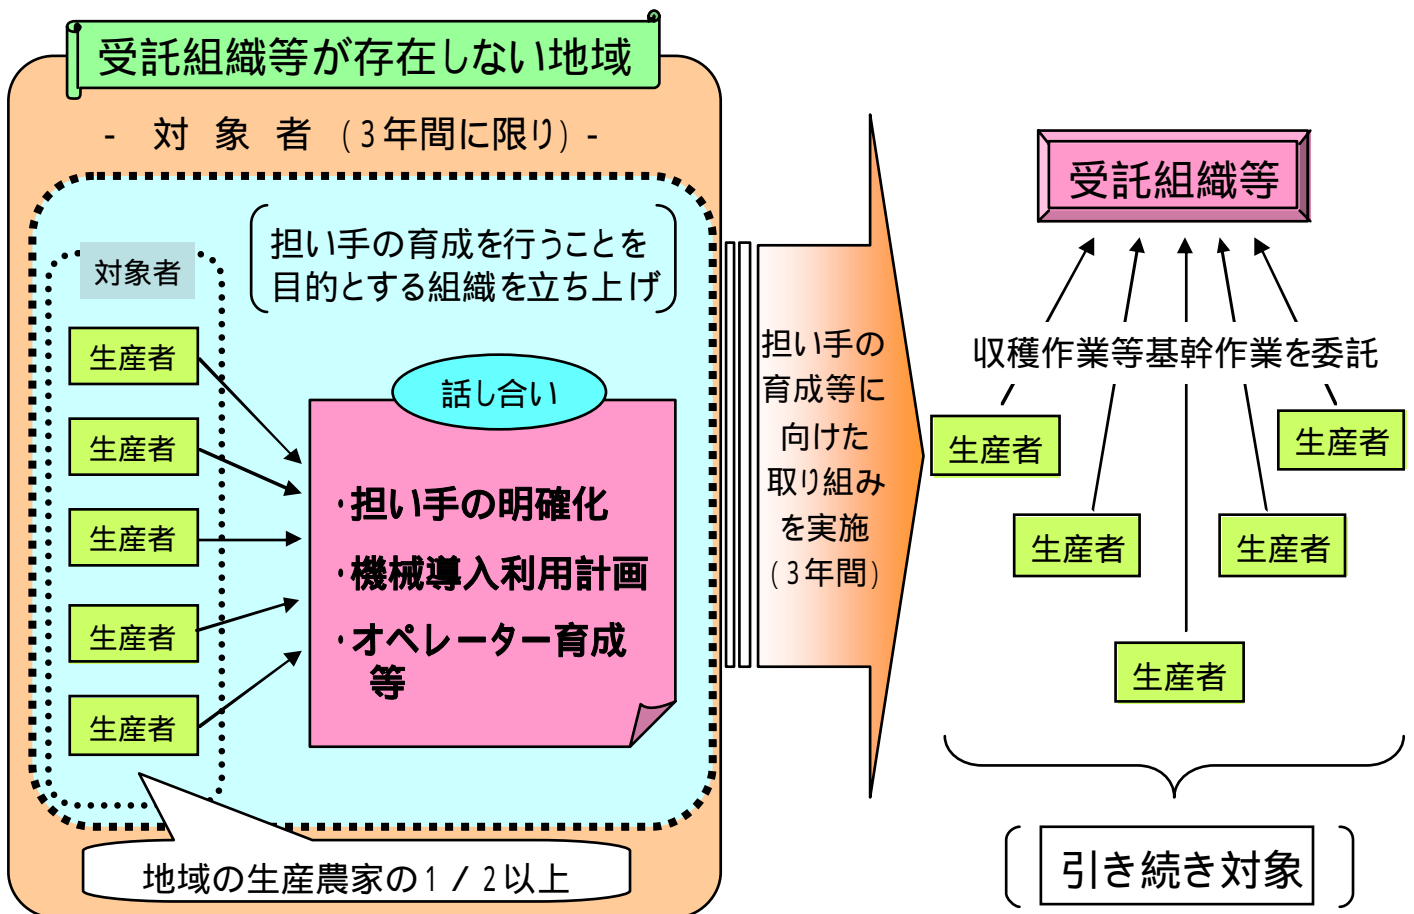 受託組織等が存在しない地域
- 対 象 者 (3年間に限り) -
担い手の育成を行うことを
目的とする組織を立ち上げ
対象者
生産者
生産者
生産者
生産者
生産者
話し合い
・担い手の明確化
・機械導入利用計画
・オペレーター育成
等
地域の生産農家の1/2以上
担い手の
育成等に
向けた
取り組み
を実施
(3年間)
受託組織等
収穫作業等基幹作業を委託
生産者
生産者
生産者
生産者
生産者
引き続き対象